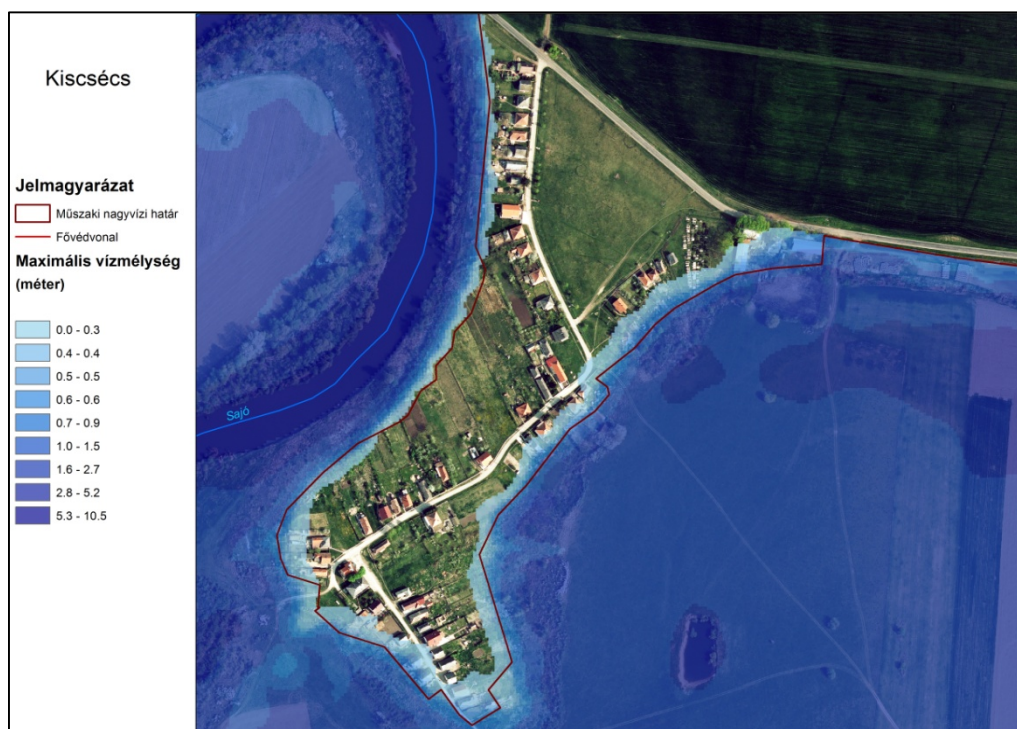 Kiscsécs
Jelmagyarázat
Műszaki nagyvízi határ
Fővédvonal
Maximális vízmélység
(méter)
0.0 - 0.3
0.4 - 0.4
0.5 - 0.5
0.6 - 0.6
0.7 - 0.9
1.0 - 1.5
1.6 - 2.7
2.8 - 5.2
5.3 - 10.5
Sajó